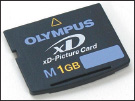 OLYMPUS
xD
xD-Picture Card
M 1GB